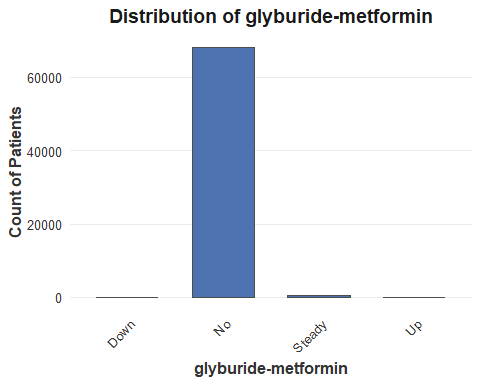 Distribution of glyburide-metformin
Count of Patients
60000
40000
20000
0
Down
No
Steady
Up
glyburide-metformin